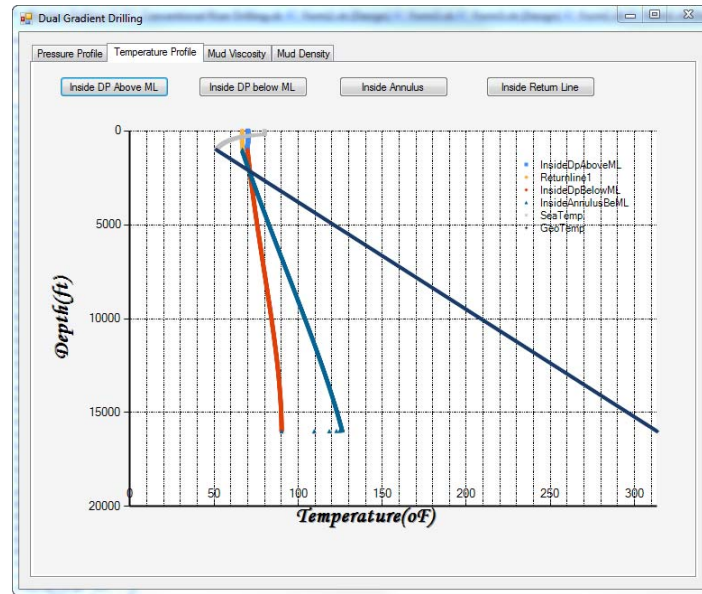 Dual Gradient Drilling
Pressure Profile Temperature Profile Mud Viscosity Mud Density
Inside DP Above ML Inside DP below ML Inside Annulus Inside Return Line
0
5000
10000
15000
20000
Depth(ft)
InsideDpAboveML
Returnline1
InsideDpBelowML
InsideAnnulusBeML
SeaTemp
GeoTemp
0 50 100 150 200 250 300
Temperature(oF)